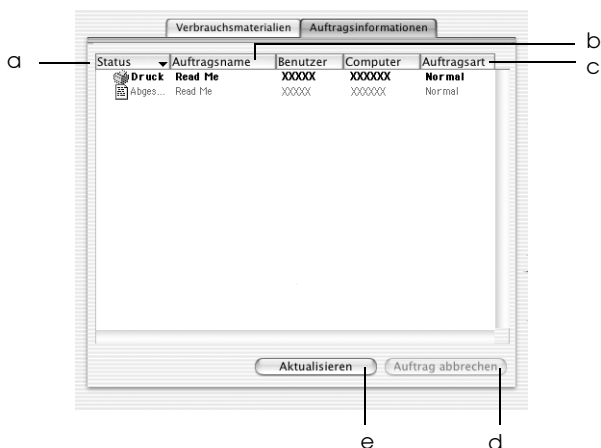 Verbrauchsmaterialien Auftragsinformationen
b
a Status Auftragsname Benutzer Computer Auftragsart c
Druck Read Me XXXXX XXXXXX Normal
Abges... Read Me XXXXX XXXXXX Normal
Aktualisieren Auftrag abbrechen
e d